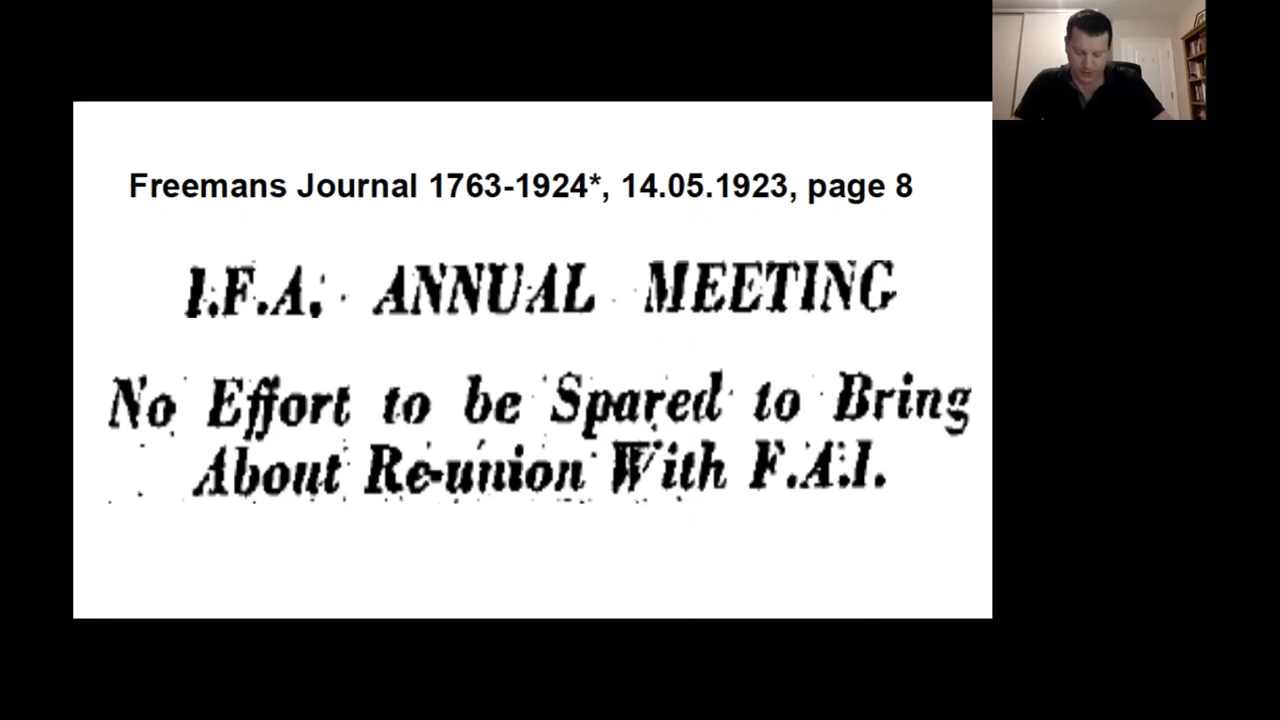 Freemans Journal 1763-1924*, 14.05.1923, page 8
I.F.A. ANNUAL MEETING
No Effort to be Spared to Bring
About Re-union With F.A.I.